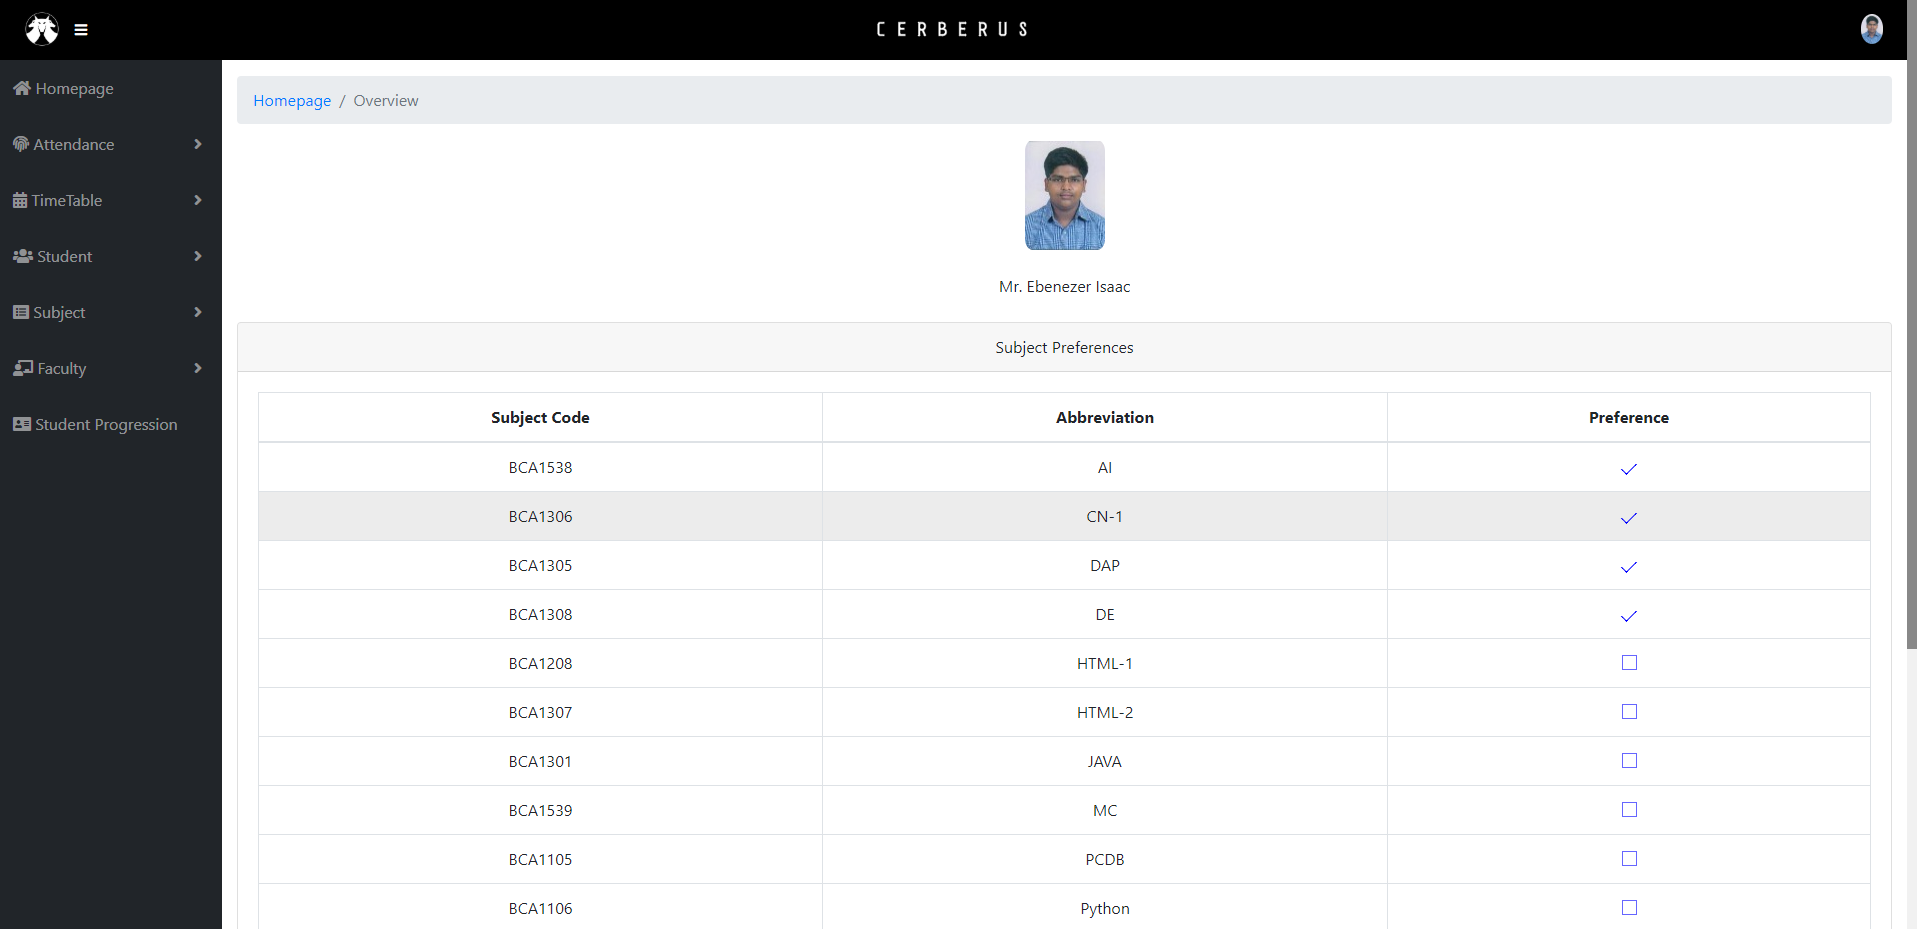 CERBERUS
Homepage
Attendance
TimeTable
Student
Subject
Faculty
Student Progression
Homepage / Overview
Mr. Ebenezer Isaac
Subject Preferences
Subject Code Abbreviation Preference
BCA1538 AI
BCA1306 CN-1
BCA1305 DAP
BCA1308 DE
BCA1208 HTML-1
BCA1307 HTML-2
BCA1301 JAVA
BCA1539 MC
BCA1105 PCDB
BCA1106 Python